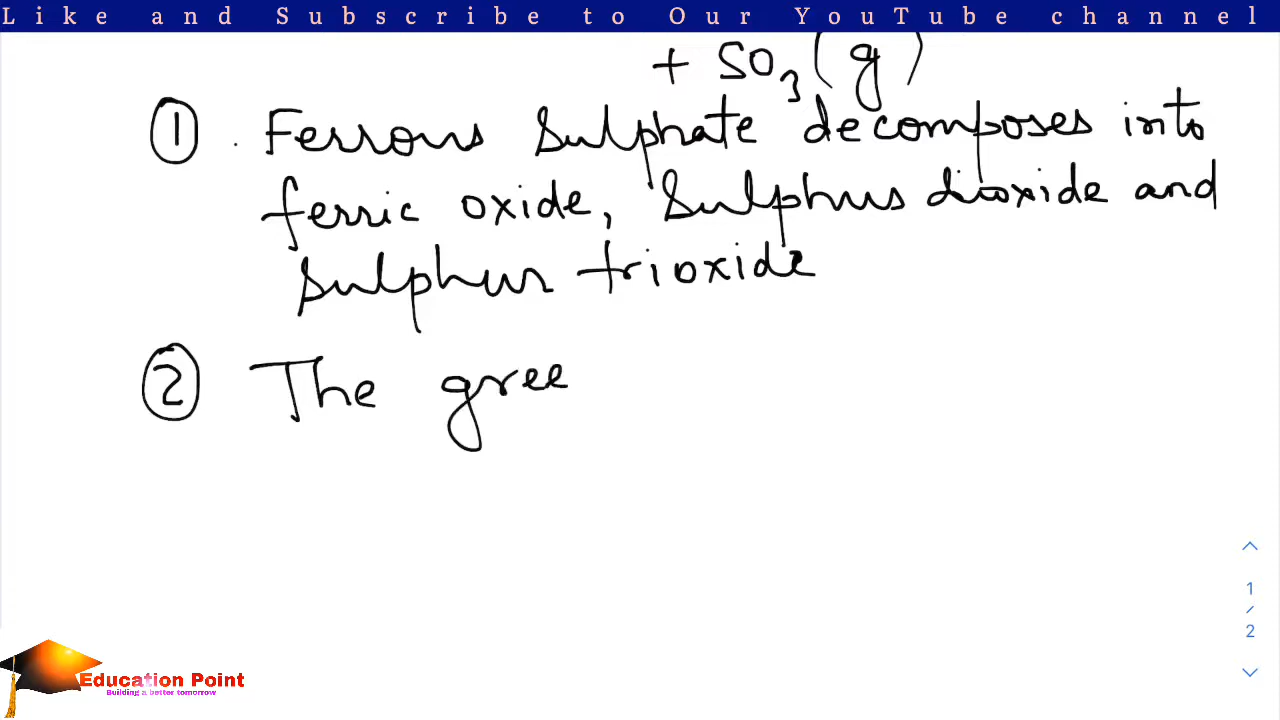 Like and Subscribe to Our YouTube channel
+ SO₃ (g)
① . Ferrous Sulphate decomposes into
ferric oxide, Sulphus dioxide and
Sulphur trioxide
② The gree
1
/
2
Education Point
Building a better tomorrow